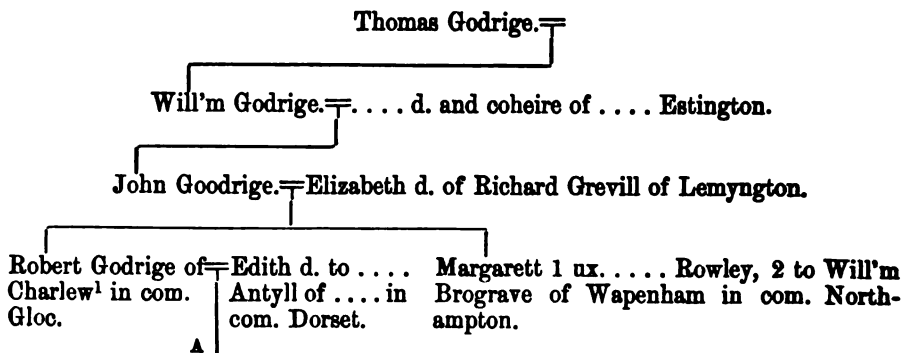 Thomas Godrige.=
Will'm Godrige.=. . . . d. and coheire of . . . . Estington.
John Goodrige.=Elizabeth d. of Richard Grevill of Lemyngton.
Robert Godrige of=Edith d. to . . . .
Charlew¹ in com. Antyll of . . . . in
Gloc. com. Dorset.
Margarett 1 ux. . . . . Rowley, 2 to Will'm
Brograve of Wapenham in com. North-
ampton.
A